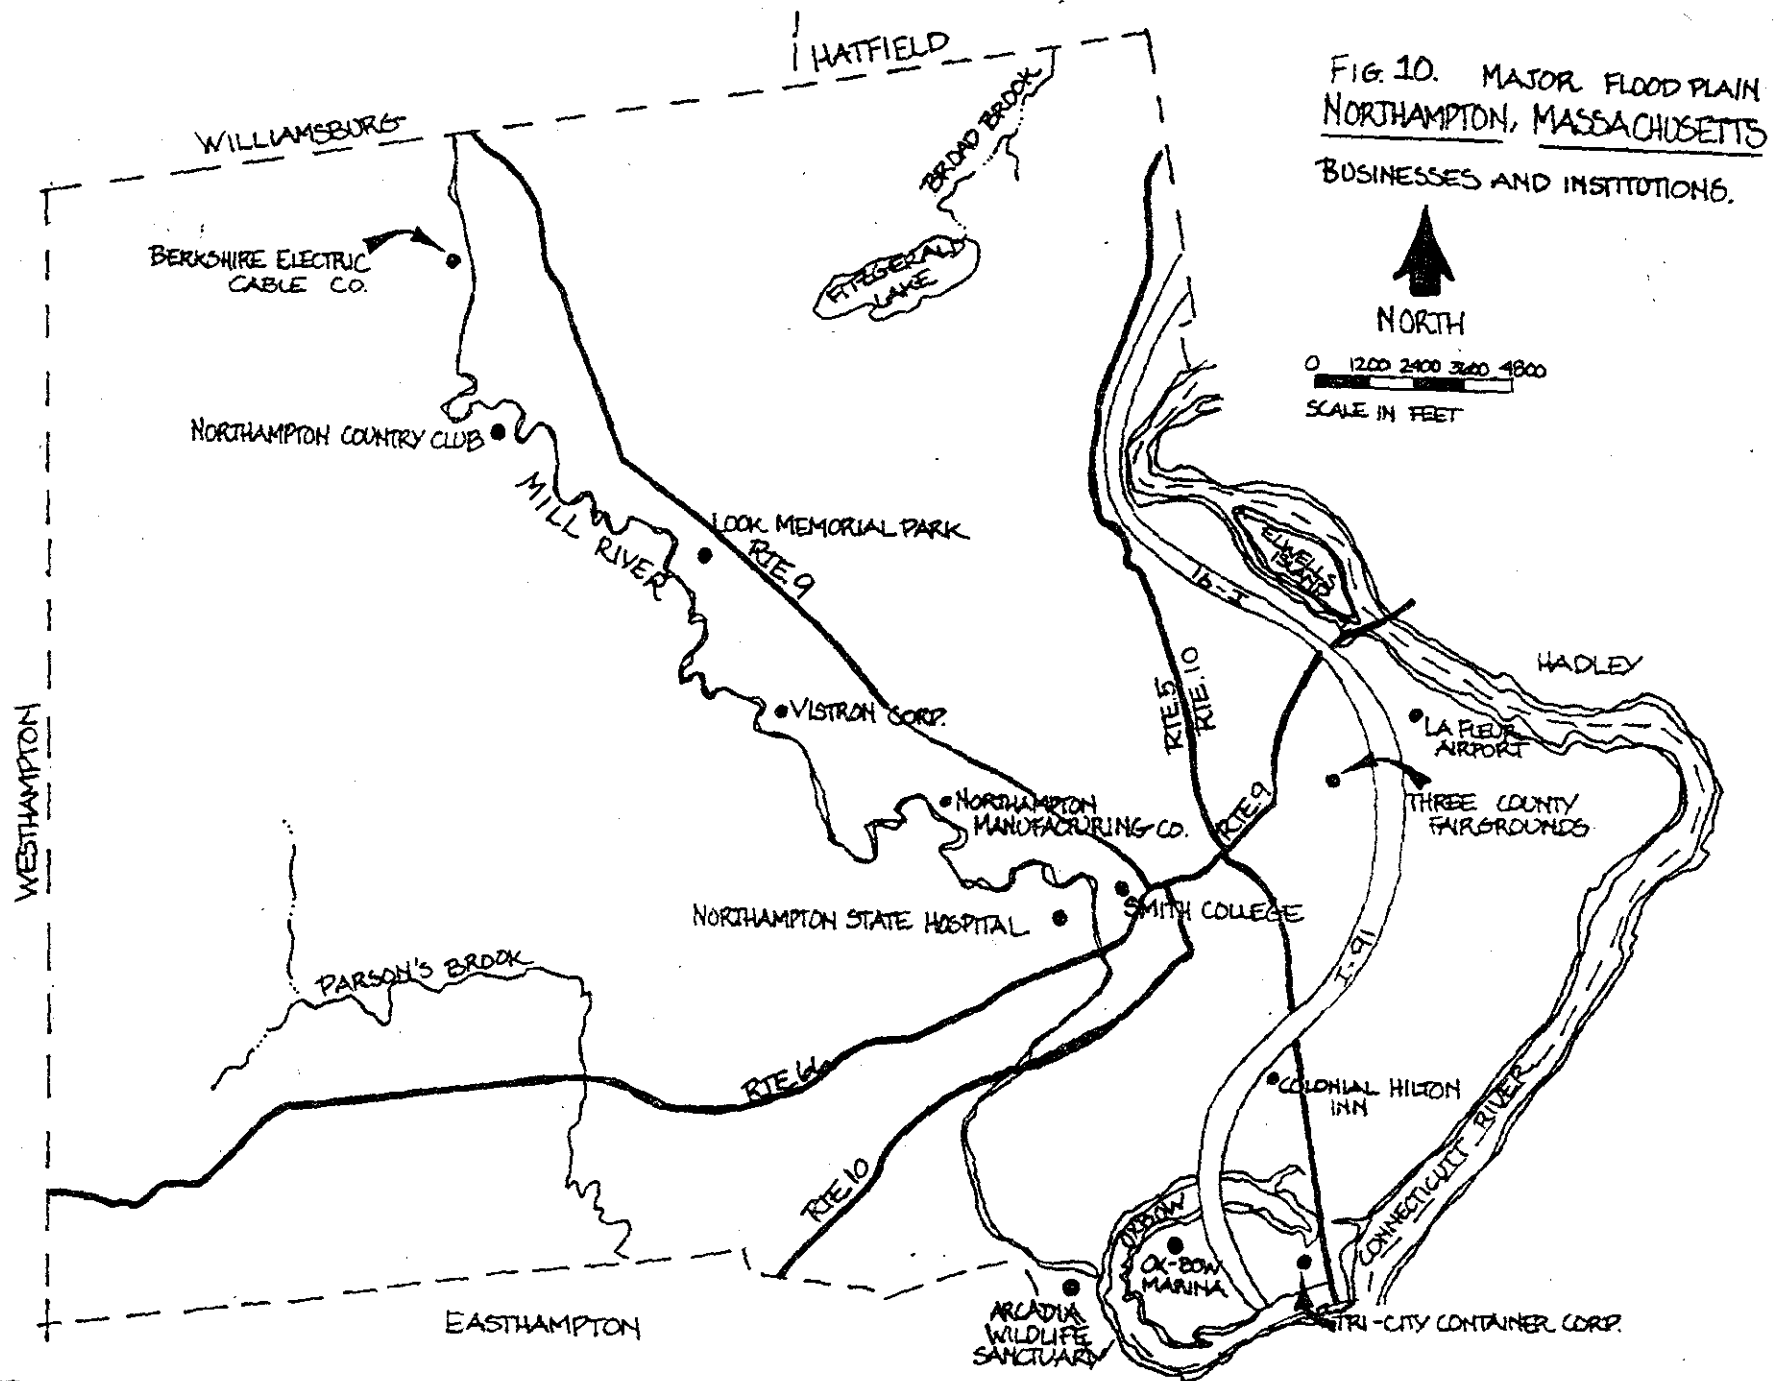 HATFIELD
FIG. 10. MAJOR FLOOD PLAIN
NORTHAMPTON, MASSACHUSETTS
BUSINESSES AND INSTITUTIONS.
WILLIAMSBURG
BROAD BROOK
BERKSHIRE ELECTRIC
CABLE CO.
FITEGERALD
LAKE
NORTH
0 1200 2400 3600 4800
SCALE IN FEET
NORTHAMPTON COUNTRY CLUB
MILL RIVER
LOOK MEMORIAL PARK
RTE. 9
ELWELL'S
ISLAND
I-91
HADLEY
RTE. 5
RTE. 10
WESTHAMPTON
VISTRON CORP.
LA FLEUR
AIRPORT
NORTHAMPTON
MANUFACTURING CO.
RTE. 9
THREE COUNTY
FAIRGROUNDS
SMITH COLLEGE
NORTHAMPTON STATE HOSPITAL
I-91
PARSON'S BROOK
RTE. 66
COLONIAL HILTON
INN
RTE. 10
CONNECTICUIT RIVER
OXBOW
OX-BOW
MARINA
ARCADIA
WILDLIFE
SANCTUARY
TRI-CITY CONTAINER CORP.
EASTHAMPTON